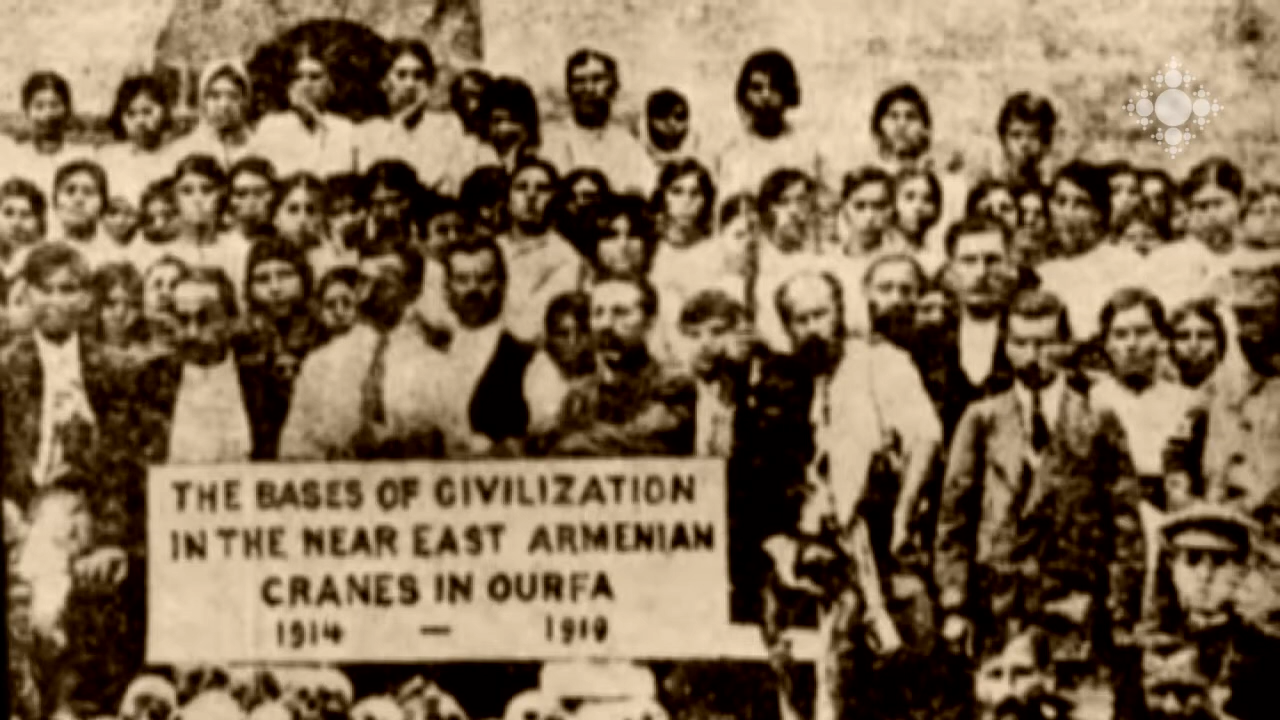 THE BASES OF CIVILIZATION
IN THE NEAR EAST ARMENIAN
CRANES IN OURFA
1914 — 1919